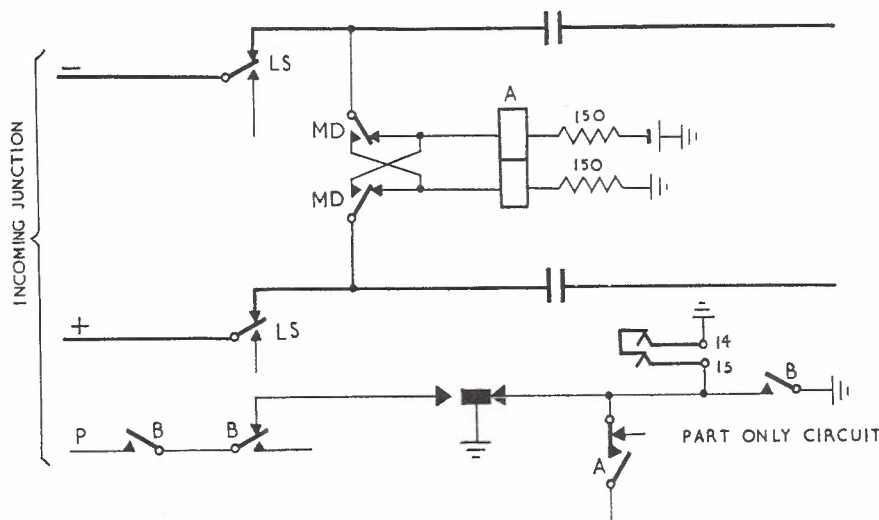 INCOMING JUNCTION
−
LS
A
150
MD
150
MD
+
LS
14
15
B
P
B
B
A
PART ONLY CIRCUIT